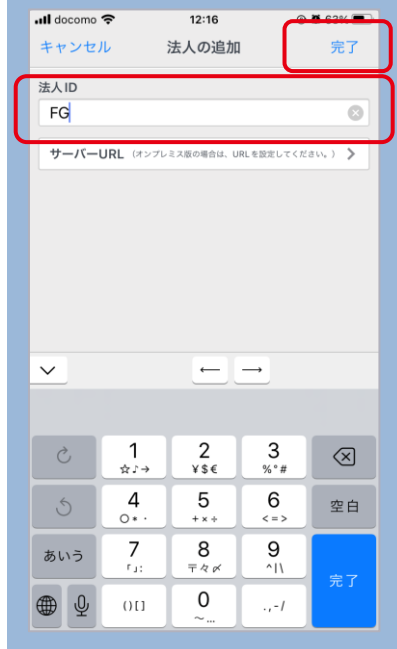 docomo 12:16 63%
キャンセル 法人の追加 完了
法人ID
FG
サーバーURL (オンプレミス版の場合は、URLを設定してください。)
1 2 3
☆♪→ ¥$€ %°#
4 5 6 空白
○*・ +×÷ <=>
あいう 7 8 9
「」: 〒々〆 ^|\
完了
()[] 0 .,-/
~…